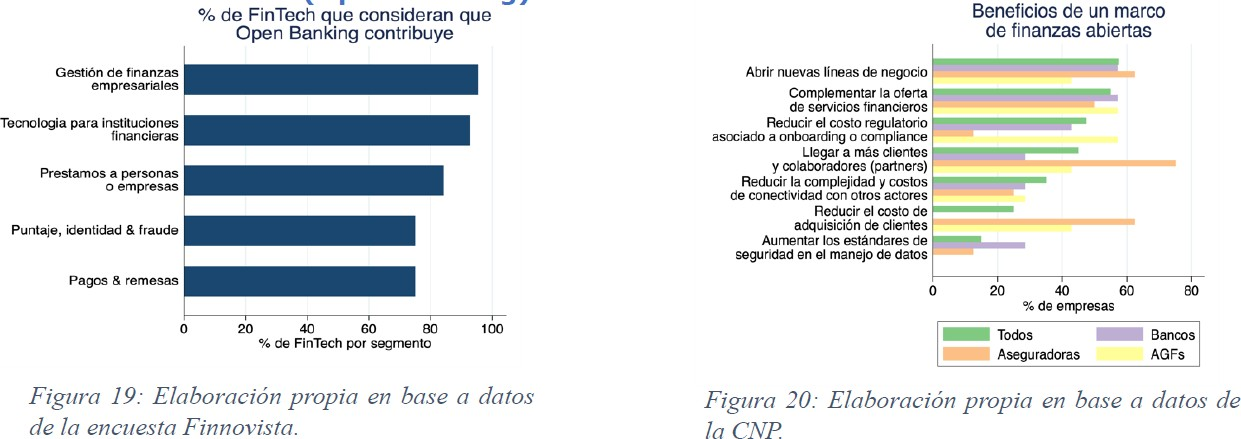 % de FinTech que consideran que
Open Banking contribuye
Gestión de finanzas
empresariales
Tecnologia para instituciones
financieras
Prestamos a personas
o empresas
Puntaje, identidad & fraude
Pagos & remesas
0 20 40 60 80 100
% de FinTech por segmento
Figura 19: Elaboración propia en base a datos
de la encuesta Finnovista.
Beneficios de un marco
de finanzas abiertas
Abrir nuevas líneas de negocio
Complementar la oferta
de servicios financieros
Reducir el costo regulatorio
asociado a onboarding o compliance
Llegar a más clientes
y colaboradores (partners)
Reducir la complejidad y costos
de conectividad con otros actores
Reducir el costo de
adquisición de clientes
Aumentar los estándares de
seguridad en el manejo de datos
0 20 40 60 80
% de empresas
Todos Bancos
Aseguradoras AGFs
Figura 20: Elaboración propia en base a datos de
la CNP.